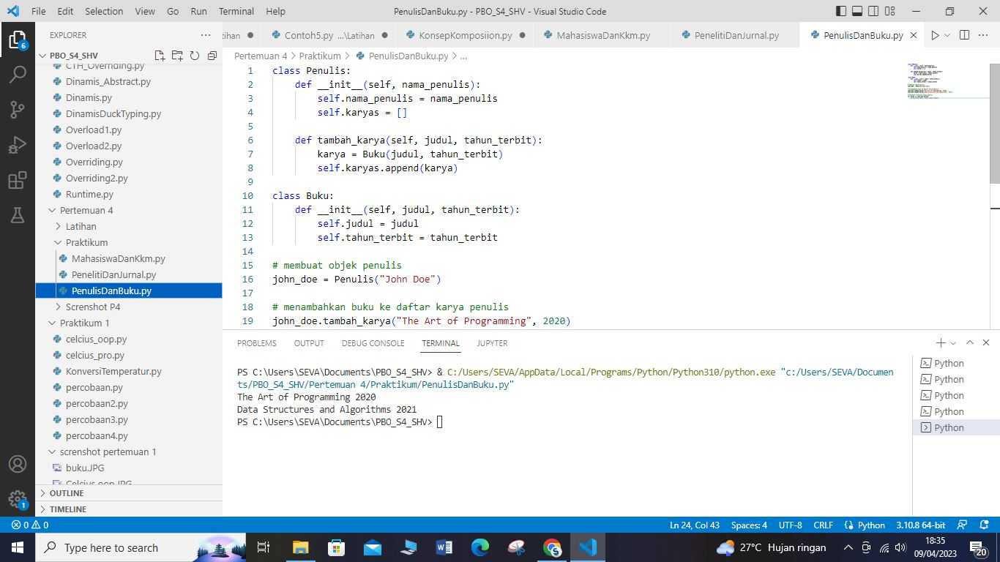 File Edit Selection View Go Run Terminal Help PenulisDanBuku.py - PBO_S4_SHV - Visual Studio Code
EXPLORER
PBO_S4_SHV
CTH_Overriding.py
Dinamis_Abstract.py
Dinamis.py
DinamisDuckTyping.py
Overload1.py
Overload2.py
Overriding.py
Overriding2.py
Runtime.py
Pertemuan 4
Latihan
Praktikum
MahasiswaDanKkm.py
PenelitiDanJurnal.py
PenulisDanBuku.py
Scrnshot P4
Praktikum 1
celcius_oop.py
celcius_pro.py
KonversiTemperatur.py
percobaan.py
percobaan2.py
percobaan3.py
percobaan4.py
scrnshot pertemuan 1
buku.JPG
Celcius oop.JPG
OUTLINE
TIMELINE
tihan Contoh5.py ...\Latihan KonsepKomposiion.py MahasiswaDanKkm.py PenelitiDanJurnal.py PenulisDanBuku.py
Pertemuan 4 > Praktikum > PenulisDanBuku.py > ...
1 class Penulis:
2 def __init__(self, nama_penulis):
3 self.nama_penulis = nama_penulis
4 self.karyas = []
5
6 def tambah_karya(self, judul, tahun_terbit):
7 karya = Buku(judul, tahun_terbit)
8 self.karyas.append(karya)
9
10 class Buku:
11 def __init__(self, judul, tahun_terbit):
12 self.judul = judul
13 self.tahun_terbit = tahun_terbit
14
15 # membuat objek penulis
16 john_doe = Penulis("John Doe")
17
18 # menambahkan buku ke daftar karya penulis
19 john_doe.tambah_karya("The Art of Programming", 2020)
PROBLEMS OUTPUT DEBUG CONSOLE TERMINAL JUPYTER
PS C:\Users\SEVA\Documents\PBO_S4_SHV> & C:/Users/SEVA/AppData/Local/Programs/Python/Python310/python.exe "c:/Users/SEVA/Documen
ts/PBO_S4_SHV/Pertemuan 4/Praktikum/PenulisDanBuku.py"
The Art of Programming 2020
Data Structures and Algorithms 2021
PS C:\Users\SEVA\Documents\PBO_S4_SHV>
Python
Python
Python
Python
Python
6
1
0 0 Ln 24, Col 43 Spaces: 4 UTF-8 CRLF Python 3.10.8 64-bit
Type here to search 27°C Hujan ringan 18:35
09/04/2023
20